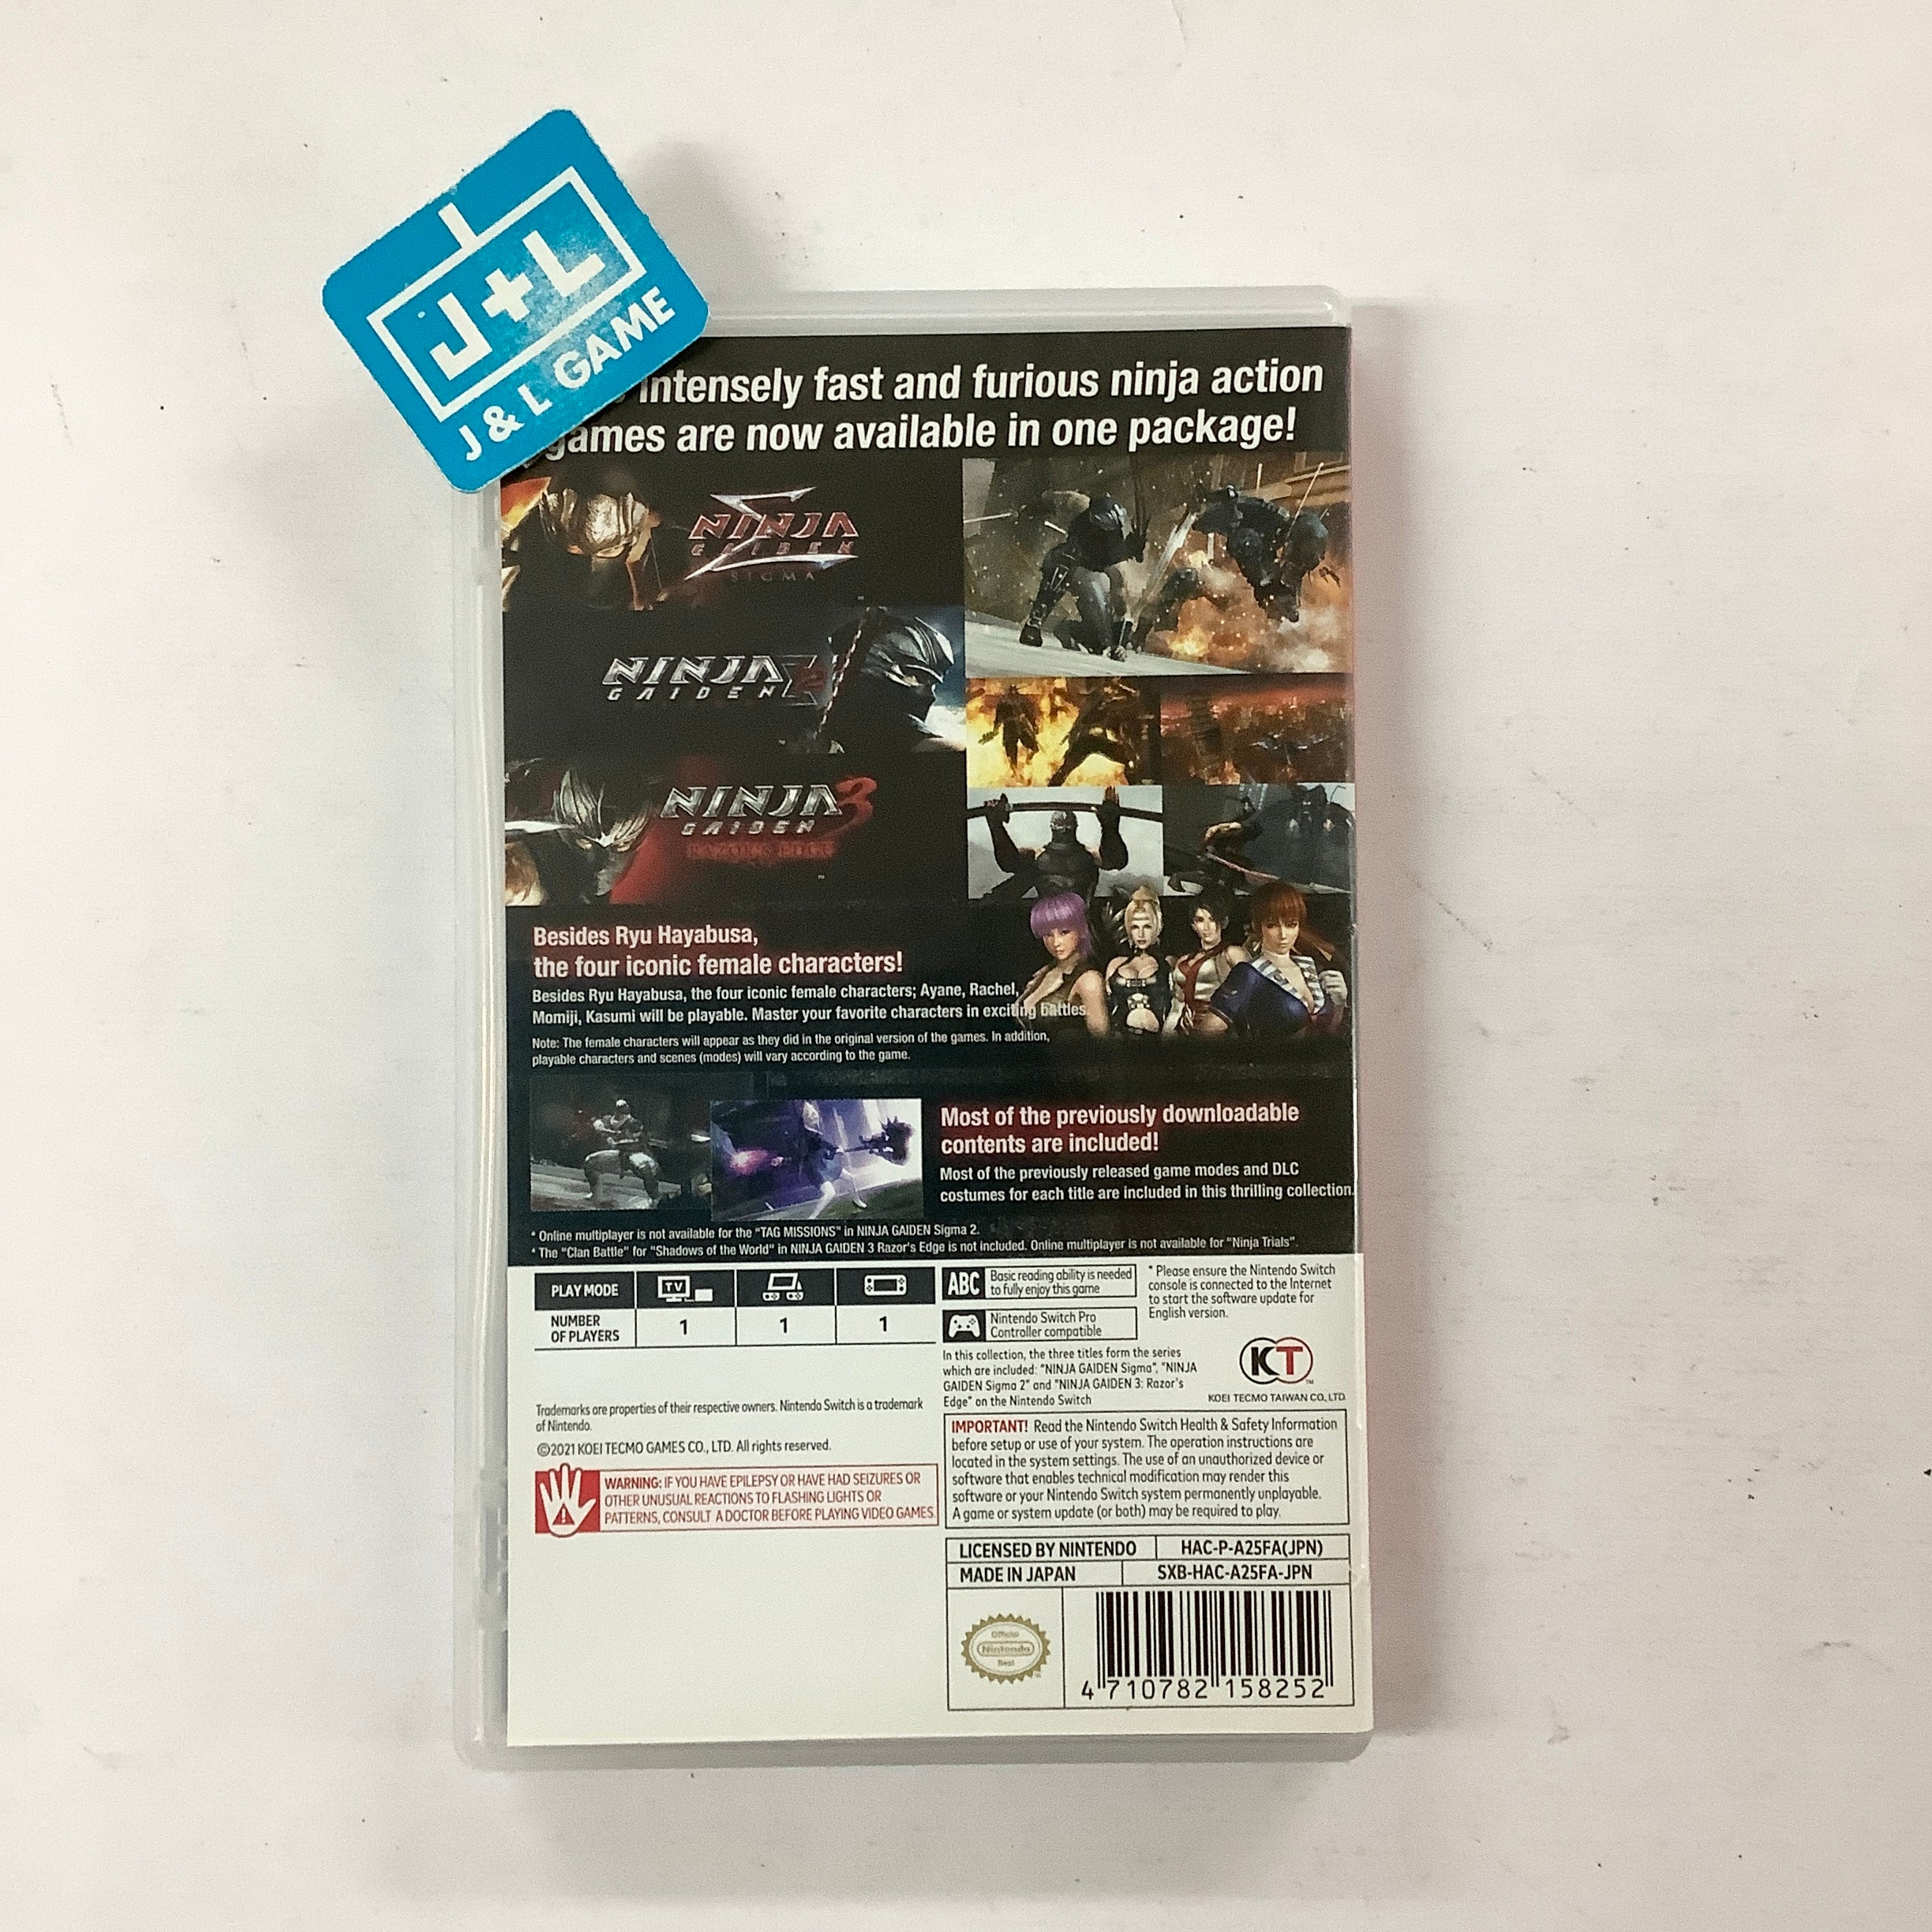 J+L
J & L GAME
intensely fast and furious ninja action
games are now available in one package!
NINJA
GAIDEN
SIGMA
NINJA
GAIDEN Σ2
NINJA 3
GAIDEN
RAZOR'S EDGE
Besides Ryu Hayabusa,
the four iconic female characters!
Besides Ryu Hayabusa, the four iconic female characters; Ayane, Rachel,
Momiji, Kasumi will be playable. Master your favorite characters in exciting battles.
Note: The female characters will appear as they did in the original version of the games. In addition,
playable characters and scenes (modes) will vary according to the game.
Most of the previously downloadable
contents are included!
Most of the previously released game modes and DLC
costumes for each title are included in this thrilling collection.
* Online multiplayer is not available for the "TAG MISSIONS" in NINJA GAIDEN Sigma 2.
* The "Clan Battle" for "Shadows of the World" in NINJA GAIDEN 3 Razor's Edge is not included. Online multiplayer is not available for "Ninja Trials".
PLAY MODE
TV
NUMBER
OF PLAYERS
1
1
1
ABC
Basic reading ability is needed
to fully enjoy this game
Nintendo Switch Pro
Controller compatible
* Please ensure the Nintendo Switch
console is connected to the Internet
to start the software update for
English version.
In this collection, the three titles form the series
which are included: "NINJA GAIDEN Sigma", "NINJA
GAIDEN Sigma 2" and "NINJA GAIDEN 3: Razor's
Edge" on the Nintendo Switch
KT
™
KOEI TECMO TAIWAN CO., LTD.
Trademarks are properties of their respective owners. Nintendo Switch is a trademark
of Nintendo.
©2021 KOEI TECMO GAMES CO., LTD. All rights reserved.
WARNING: IF YOU HAVE EPILEPSY OR HAVE HAD SEIZURES OR
OTHER UNUSUAL REACTIONS TO FLASHING LIGHTS OR
PATTERNS, CONSULT A DOCTOR BEFORE PLAYING VIDEO GAMES.
IMPORTANT! Read the Nintendo Switch Health & Safety Information
before setup or use of your system. The operation instructions are
located in the system settings. The use of an unauthorized device or
software that enables technical modification may render this
software or your Nintendo Switch system permanently unplayable.
A game or system update (or both) may be required to play.
LICENSED BY NINTENDO
HAC-P-A25FA(JPN)
MADE IN JAPAN
SXB-HAC-A25FA-JPN
Official
Nintendo
Seal
4 710782 158252